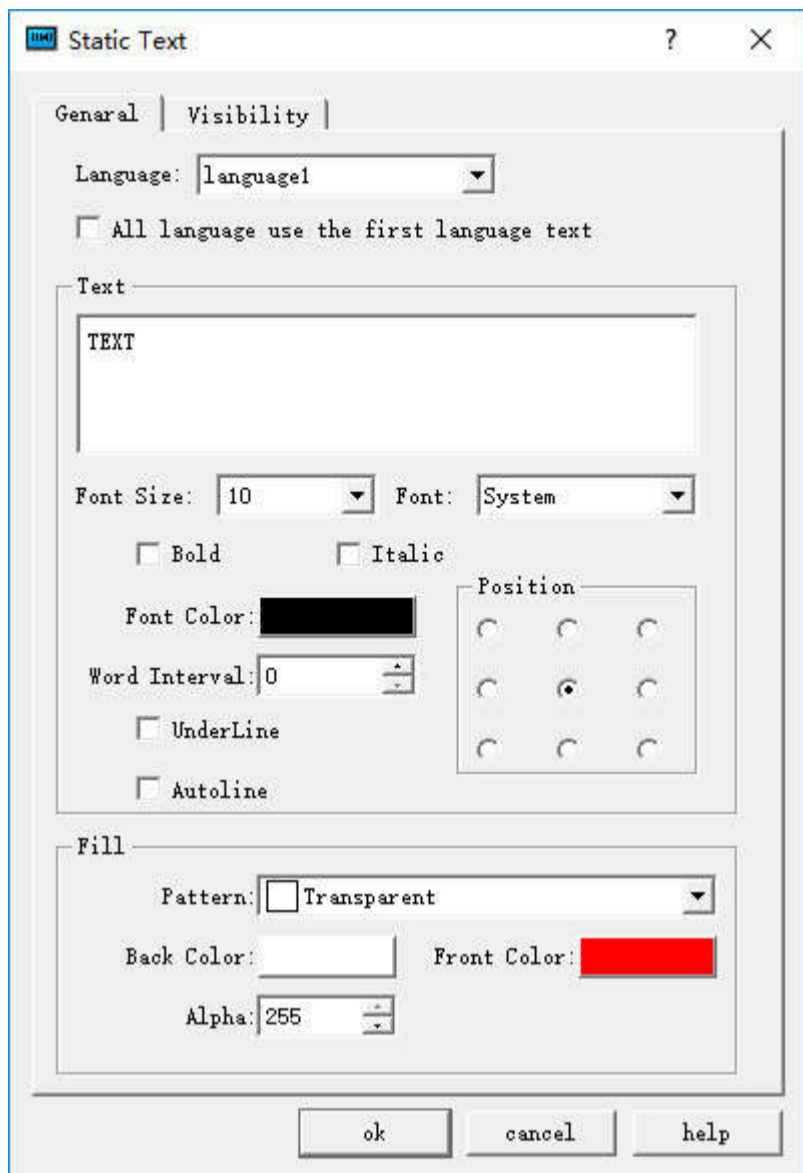 Static Text ?
Genaral Visibility
Language: language1
All language use the first language text
Text
TEXT
Font Size: 10 Font: System
Bold Italic
Position
Font Color:
Word Interval: 0
UnderLine
Autoline
Fill
Pattern: Transparent
Back Color: Front Color:
Alpha: 255
ok cancel help